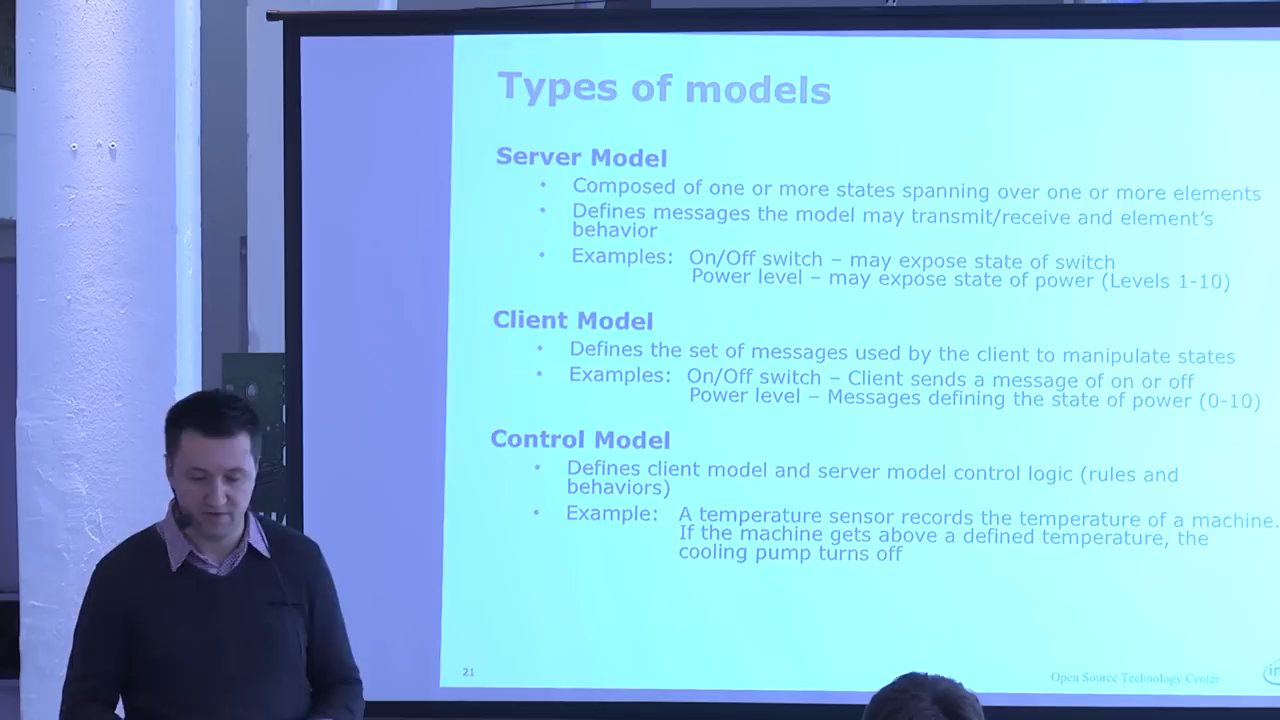 Types of models
Server Model
• Composed of one or more states spanning over one or more elements
• Defines messages the model may transmit/receive and element's
behavior
• Examples: On/Off switch – may expose state of switch
Power level – may expose state of power (Levels 1-10)
Client Model
• Defines the set of messages used by the client to manipulate states
• Examples: On/Off switch – Client sends a message of on or off
Power level – Messages defining the state of power (0-10)
Control Model
• Defines client model and server model control logic (rules and
behaviors)
• Example: A temperature sensor records the temperature of a machine.
If the machine gets above a defined temperature, the
cooling pump turns off
21
Open Source Technology Center